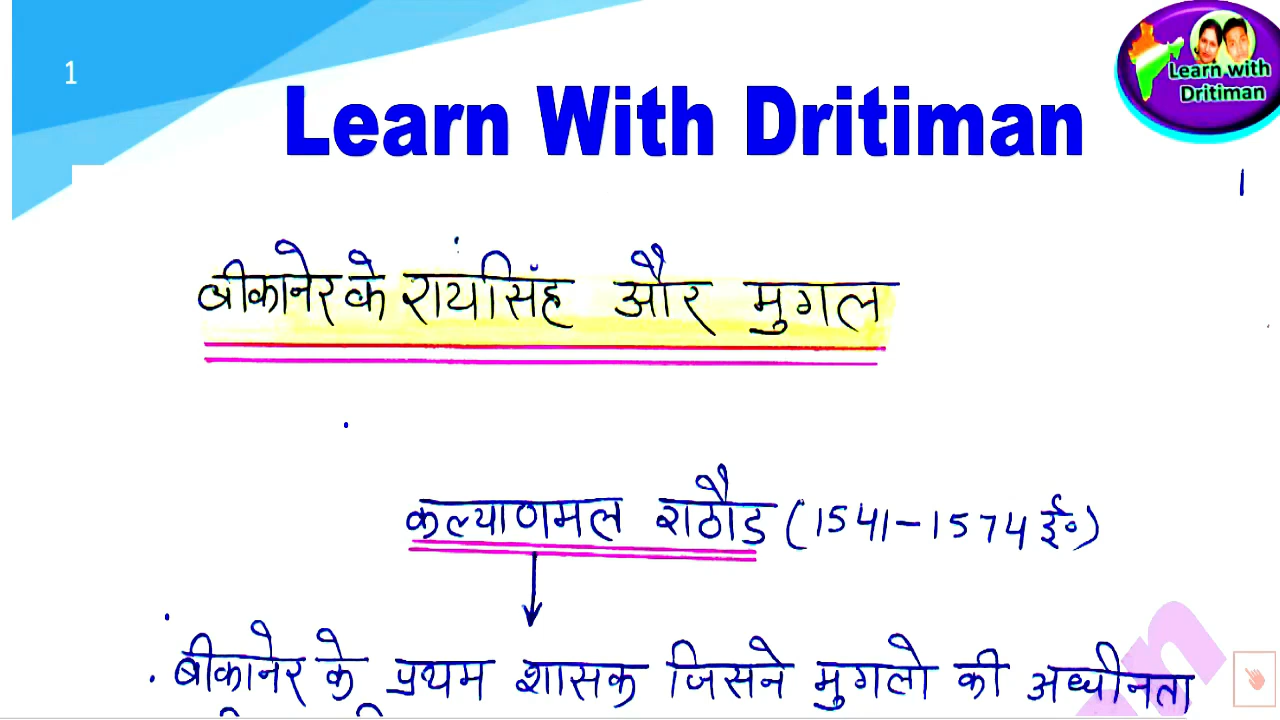 1
Learn with
Dritiman
Learn With Dritiman
1
बीकानेर के रायसिंह और मुगल
कल्याणमल राठौड (1541-1574 ई०)
बीकानेर के प्रथम शासक जिसने मुगलो की अधीनता